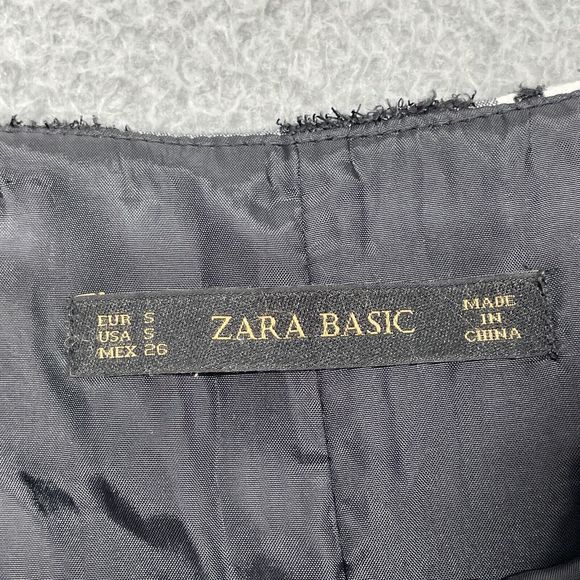 EUR S
USA S
MEX 26
ZARA BASIC
MADE
IN
CHINA